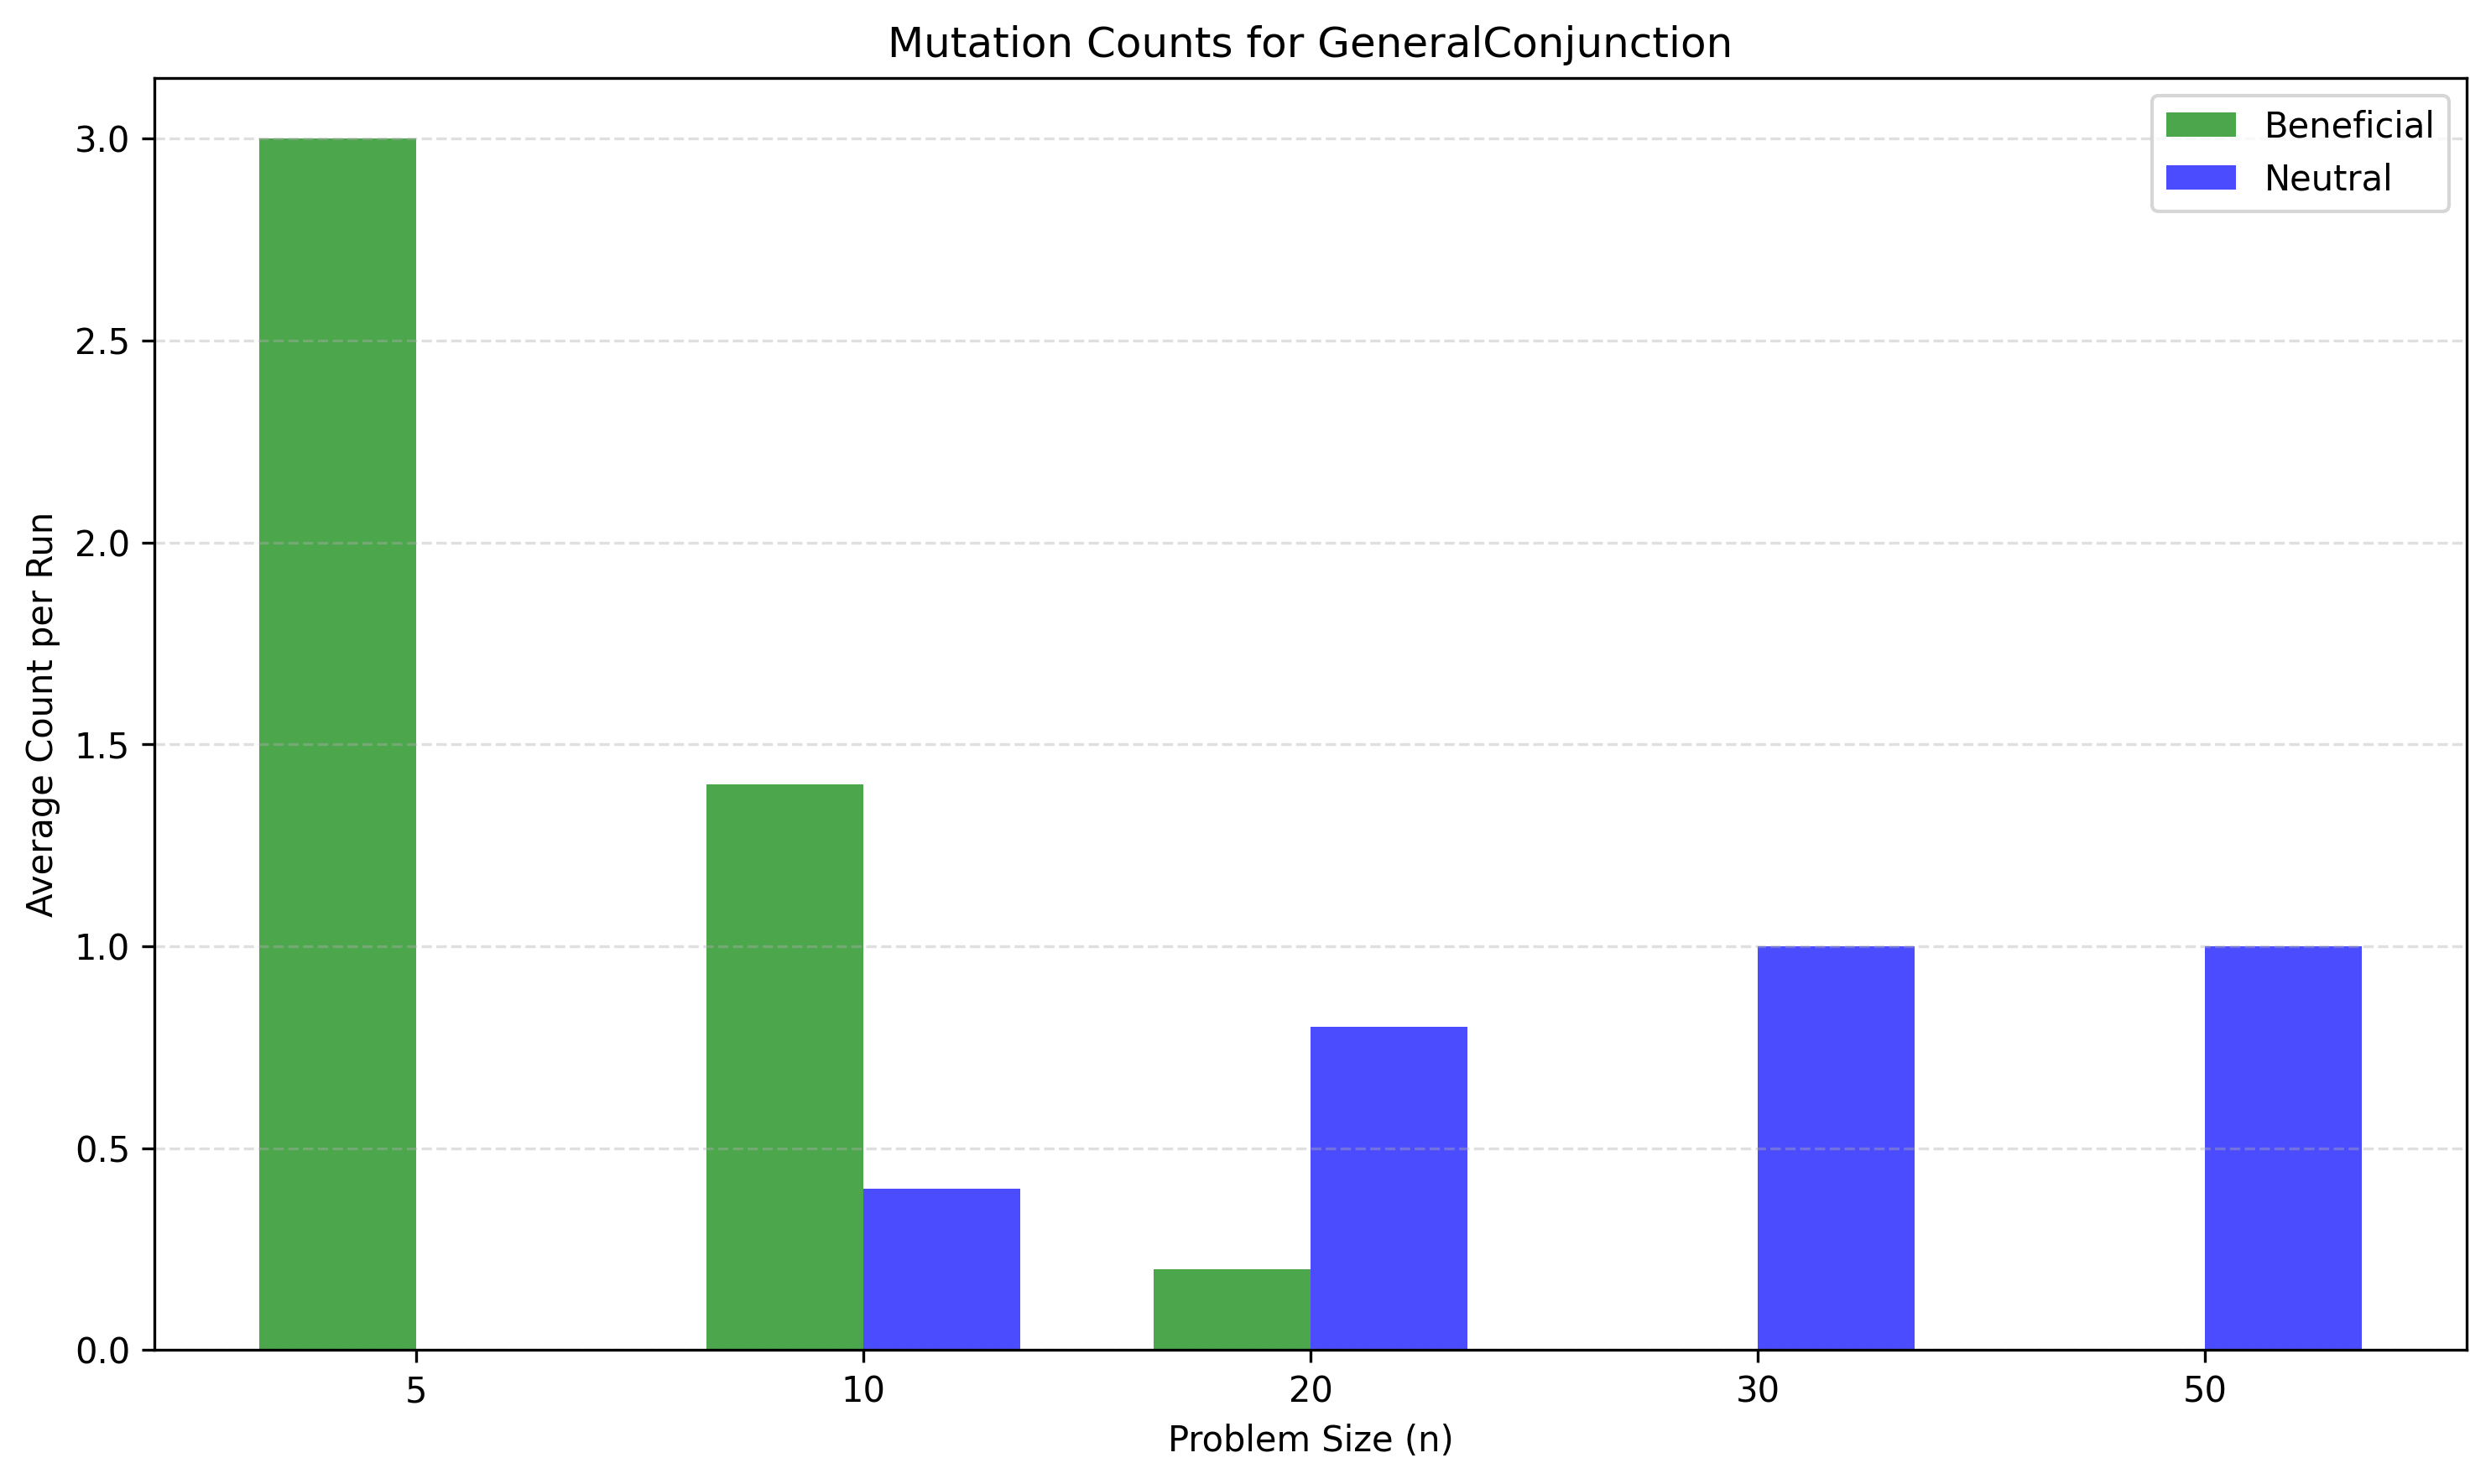 Mutation Counts for GeneralConjunction
Beneficial
Neutral
Average Count per Run
3.0
2.5
2.0
1.5
1.0
0.5
0.0
5 10 20 30 50
Problem Size (n)